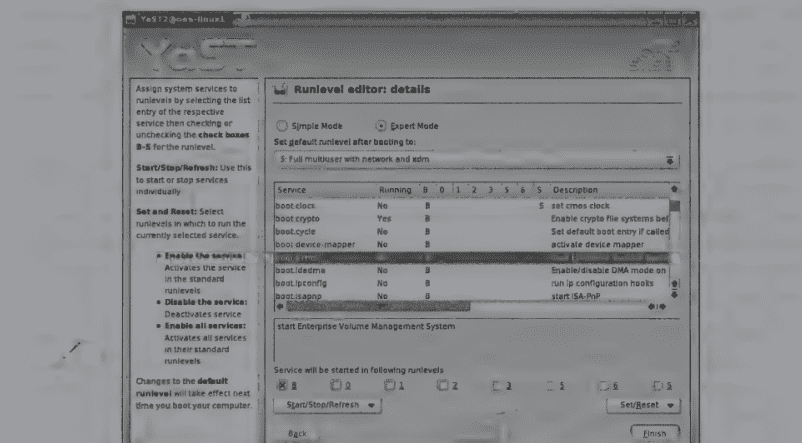 YaST2@oes-linux1
YaST
Assign system services to
runlevels by selecting the list
entry of the respective
service then checking or
unchecking the check boxes
B-S for the runlevel.
Start/Stop/Refresh: Use this
to start or stop services
individually
Set and Reset: Select
runlevels in which to run the
currently selected service.
• Enable the service:
Activates the service
in the standard
runlevels
• Disable the service:
Deactivates service
• Enable all services:
Activates all services
in their standard
runlevels
Changes to the default
runlevel will take effect next
time you boot your computer.
Runlevel editor: details
Simple Mode Expert Mode
Set default runlevel after booting to:
5: Full multiuser with network and xdm
Service Running B 0 1 2 3 5 6 S Description
boot.clock No B S set cmos clock
boot.crypto Yes B Enable crypto file systems bef
boot.cycle No B Set default boot entry if called
boot.device-mapper No B activate device mapper
boot.idedma No B Enable/disable DMA mode on
boot.ipconfig No B run ip configuration hooks
boot.isapnp No B start ISA-PnP
start Enterprise Volume Management System
Service will be started in following runlevels
B 0 1 2 3 5 6 S
Start/Stop/Refresh Set/Reset
Back Finish